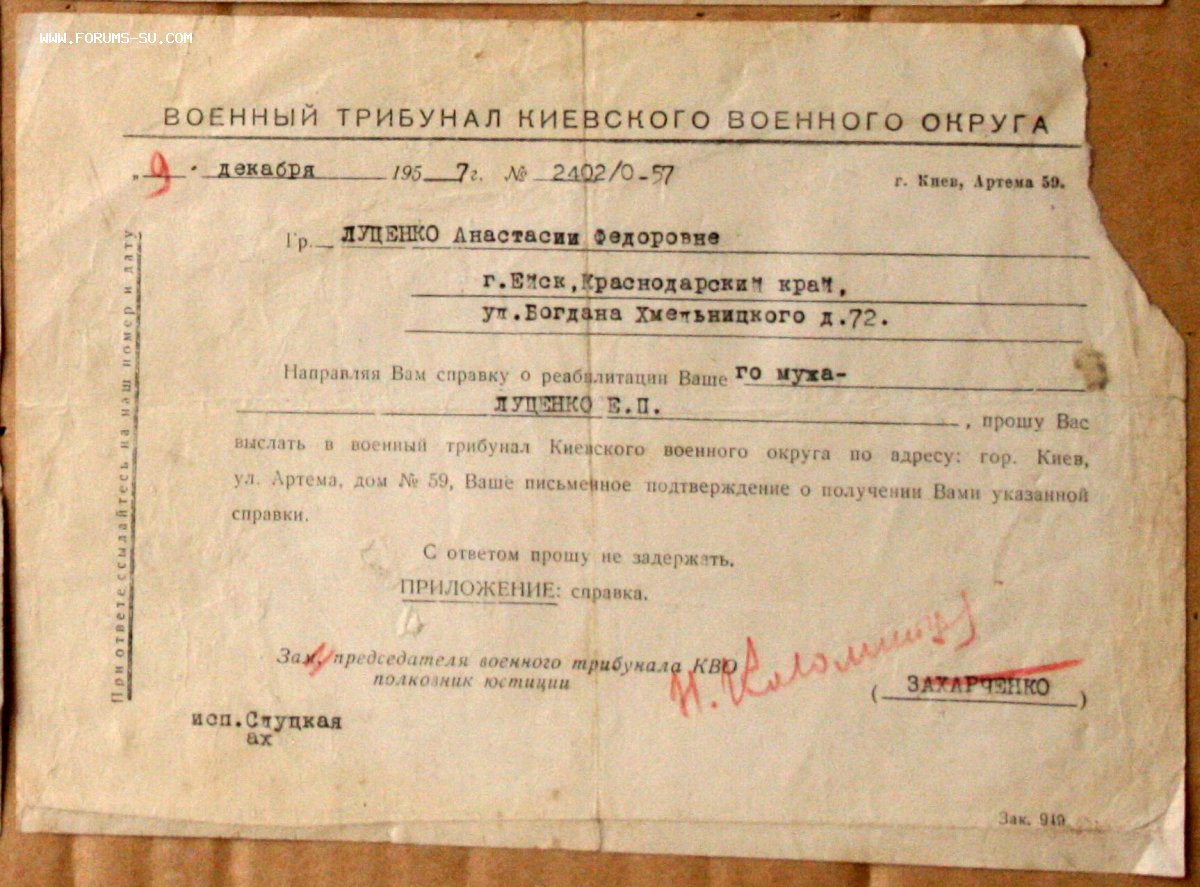 WWW.FORUMS-SU.COM
ВОЕННЫЙ ТРИБУНАЛ КИЕВСКОГО ВОЕННОГО ОКРУГА
„9" декабря 1957г. № 2402/0-57
г. Киев, Артема 59.
Гр. ЛУЦЕНКО Анастасии Федоровне
г.Ейск,Краснодарский край,
ул.Богдана Хмельницкого д.72.
Направляя Вам справку о реабилитации Вашего мужа-
ЛУЦЕНКО Е.П. , прошу Вас
выслать в военный трибунал Киевского военного округа по адресу: гор. Киев,
ул. Артема, дом № 59, Ваше письменное подтверждение о получении Вами указанной
справки.
С ответом прошу не задержать.
ПРИЛОЖЕНИЕ: справка.
Зам. председателя военного трибунала КВО
полковник юстиции
(ЗАХАРЧЕНКО)
исп.Слуцкая
ах
Зак. 949
При ответе ссылайтесь на наш номер и дату